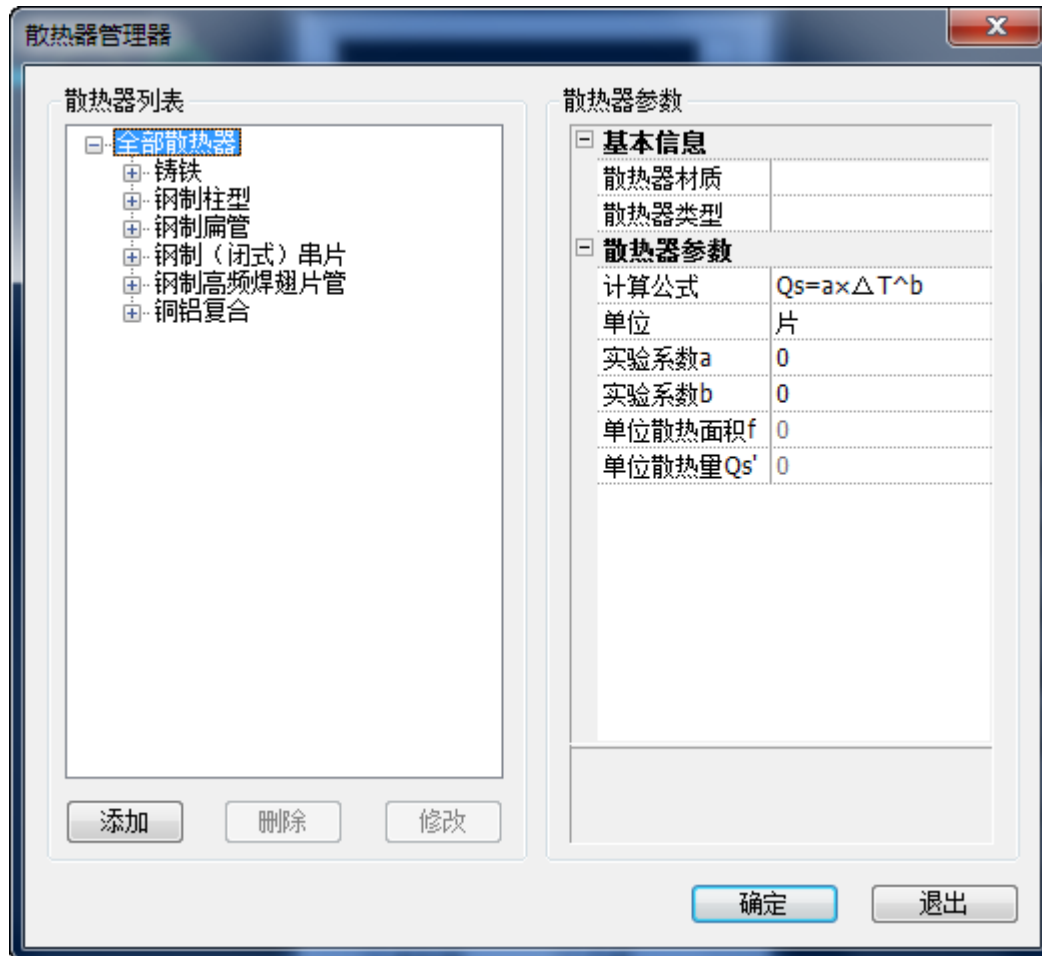 散热器管理器
散热器列表
全部散热器
铸铁
钢制柱型
钢制扁管
钢制（闭式）串片
钢制高频焊翅片管
铜铝复合
添加
删除
修改
散热器参数
基本信息
散热器材质
散热器类型
散热器参数
计算公式 Qs=a×△T^b
单位 片
实验系数a 0
实验系数b 0
单位散热面积f 0
单位散热量Qs' 0
确定
退出